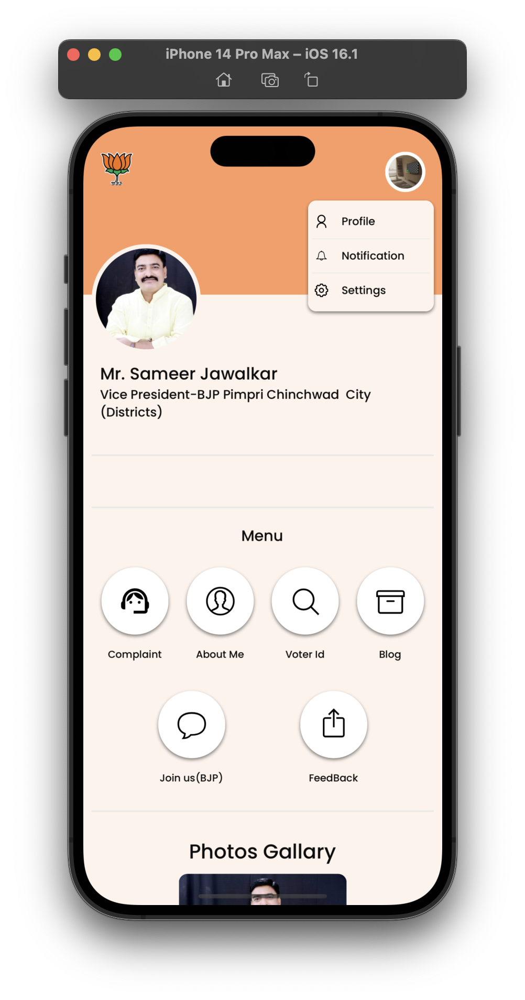 iPhone 14 Pro Max – iOS 16.1
Profile
Notification
Settings
Mr. Sameer Jawalkar
Vice President-BJP Pimpri Chinchwad  City
(Districts)
Menu
Complaint
About Me
Voter Id
Blog
Join us(BJP)
FeedBack
Photos Gallary